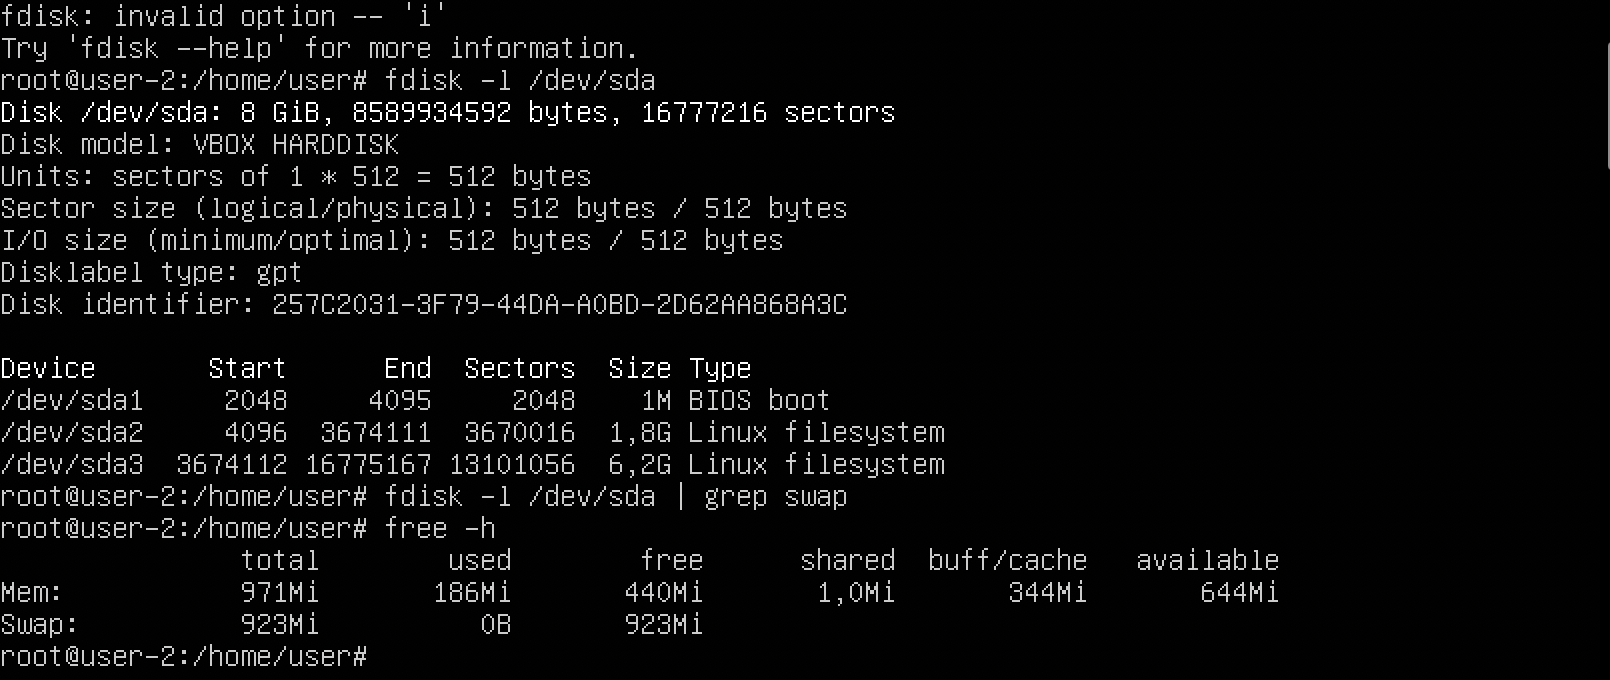 fdisk: invalid option -- 'i'
Try 'fdisk --help' for more information.
root@user-2:/home/user# fdisk -l /dev/sda
Disk /dev/sda: 8 GiB, 8589934592 bytes, 16777216 sectors
Disk model: VBOX HARDDISK
Units: sectors of 1 * 512 = 512 bytes
Sector size (logical/physical): 512 bytes / 512 bytes
I/O size (minimum/optimal): 512 bytes / 512 bytes
Disklabel type: gpt
Disk identifier: 257C2031-3F79-44DA-A0BD-2D62AA868A3C

Device       Start      End  Sectors  Size Type
/dev/sda1     2048     4095     2048    1M BIOS boot
/dev/sda2     4096  3674111  3670016  1,8G Linux filesystem
/dev/sda3  3674112 16775167 13101056  6,2G Linux filesystem
root@user-2:/home/user# fdisk -l /dev/sda | grep swap
root@user-2:/home/user# free -h
               total        used        free      shared  buff/cache   available
Mem:           971Mi       186Mi       440Mi       1,0Mi       344Mi       644Mi
Swap:          923Mi          0B       923Mi
root@user-2:/home/user#